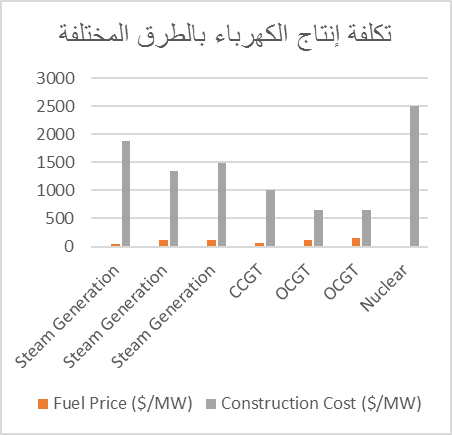 تكلفة إنتاج الكهرباء بالطرق المختلفة
3000
2500
2000
1500
1000
500
0
Steam Generation
Steam Generation
Steam Generation
CCGT
OCGT
OCGT
Nuclear
Fuel Price ($/MW)
Construction Cost ($/MW)